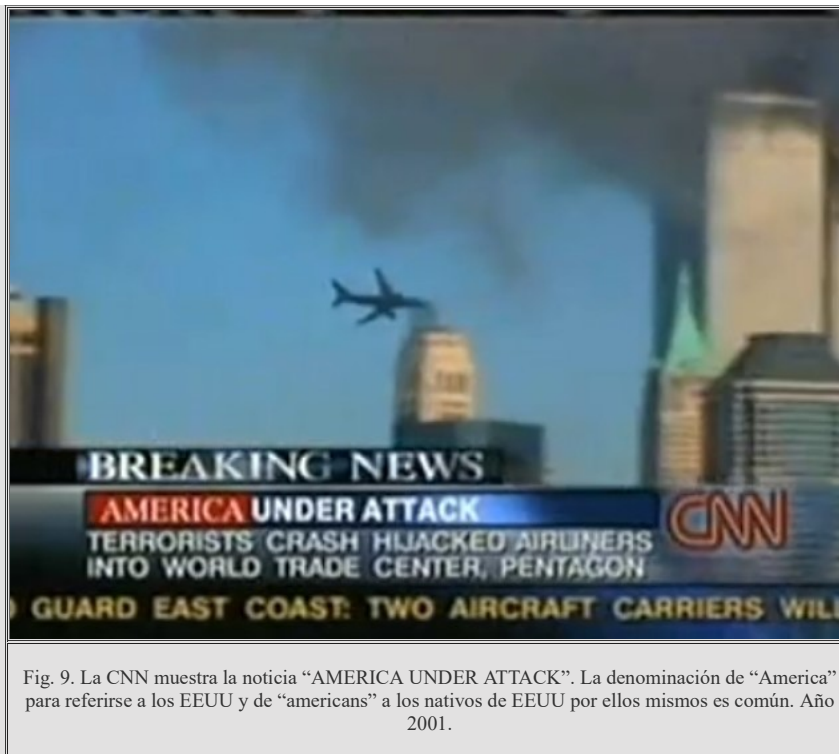 BREAKING NEWS
AMERICA UNDER ATTACK
TERRORISTS CRASH HIJACKED AIRLINERS
INTO WORLD TRADE CENTER, PENTAGON
CNN
GUARD EAST COAST: TWO AIRCRAFT CARRIERS WILL
Fig. 9. La CNN muestra la noticia “AMERICA UNDER ATTACK”. La denominación de “America”
para referirse a los EEUU y de “americans” a los nativos de EEUU por ellos mismos es común. Año
2001.